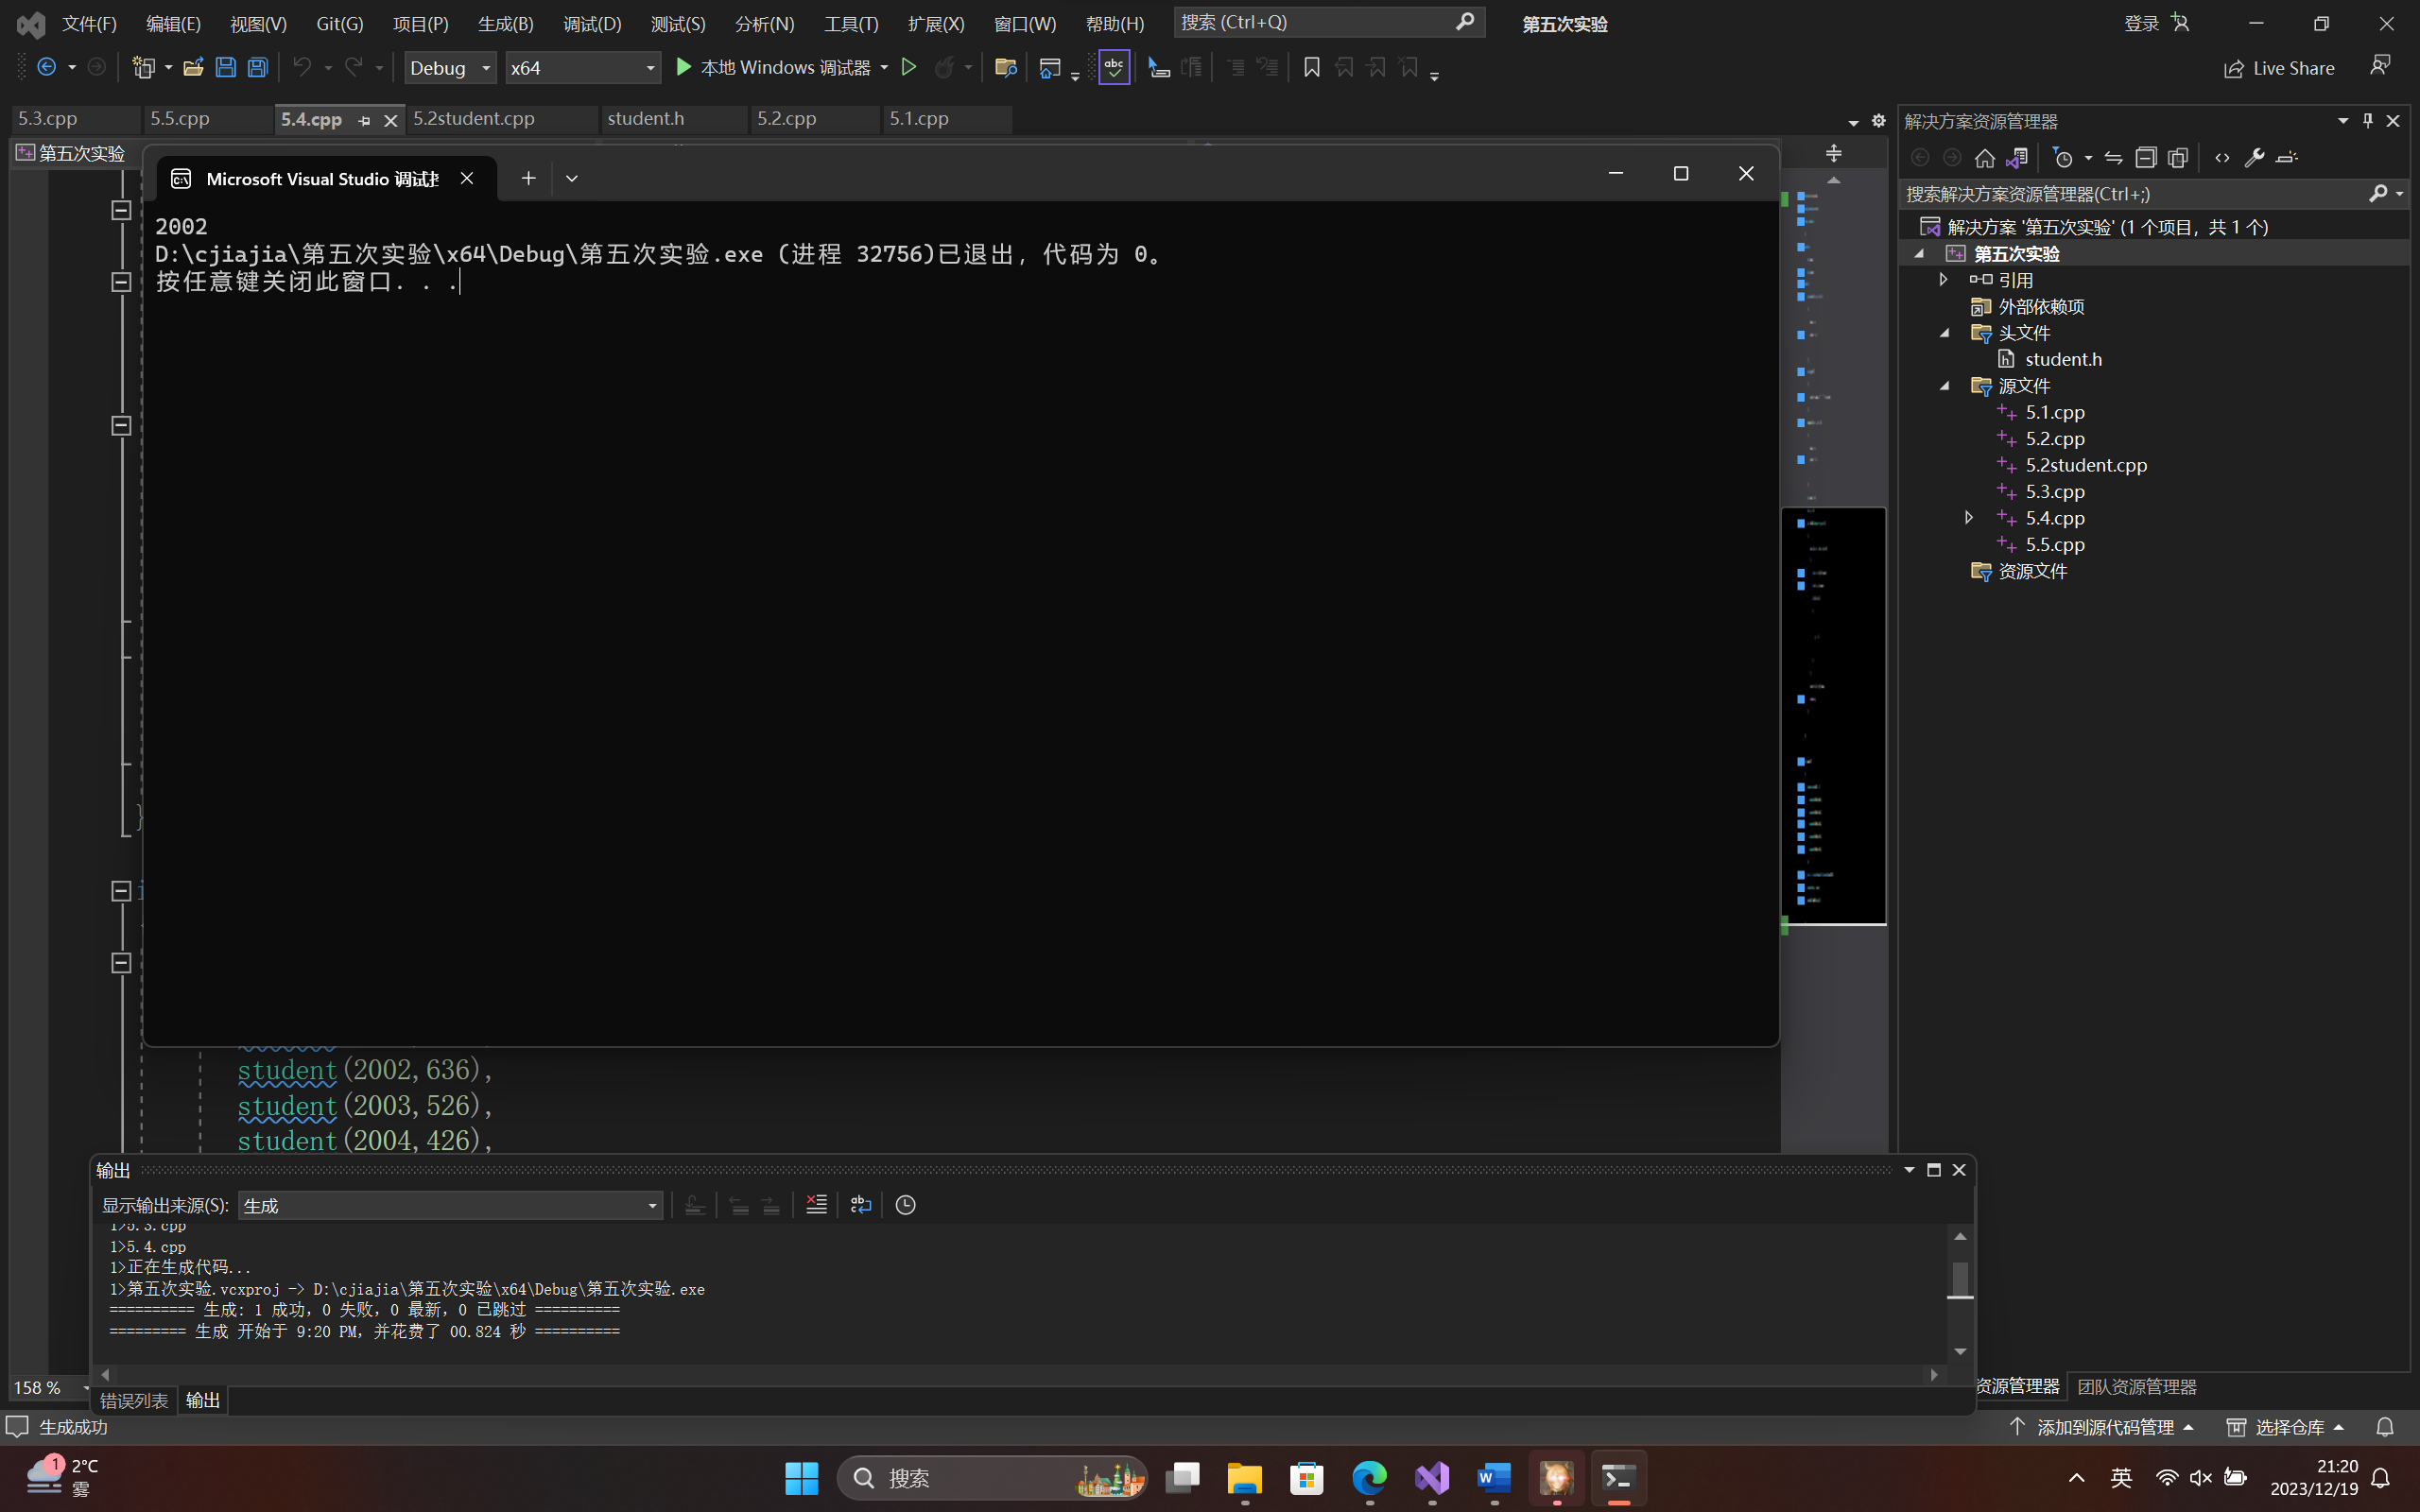 文件(F) 编辑(E) 视图(V) Git(G) 项目(P) 生成(B) 调试(D) 测试(S) 分析(N) 工具(T) 扩展(X) 窗口(W) 帮助(H) 搜索 (Ctrl+Q) 第五次实验 登录
Debug x64 本地 Windows 调试器 Live Share
5.3.cpp 5.5.cpp 5.4.cpp 5.2student.cpp student.h 5.2.cpp 5.1.cpp
第五次实验
Microsoft Visual Studio 调试
2002
D:\cjiajia\第五次实验\x64\Debug\第五次实验.exe (进程 32756)已退出，代码为 0。
按任意键关闭此窗口. . .
student(2002,636),
student(2003,526),
student(2004,426),
解决方案资源管理器
搜索解决方案资源管理器(Ctrl+;)
解决方案 '第五次实验' (1 个项目，共 1 个)
第五次实验
引用
外部依赖项
头文件
student.h
源文件
5.1.cpp
5.2.cpp
5.2student.cpp
5.3.cpp
5.4.cpp
5.5.cpp
资源文件
输出
显示输出来源(S): 生成
1>5.3.cpp
1>5.4.cpp
1>正在生成代码...
1>第五次实验.vcxproj -> D:\cjiajia\第五次实验\x64\Debug\第五次实验.exe
========== 生成: 1 成功，0 失败，0 最新，0 已跳过 ==========
========= 生成 开始于 9:20 PM，并花费了 00.824 秒 ==========
158 %
错误列表 输出
资源管理器 团队资源管理器
生成成功 添加到源代码管理 选择仓库
1 2°C
雾
搜索
英
21:20
2023/12/19